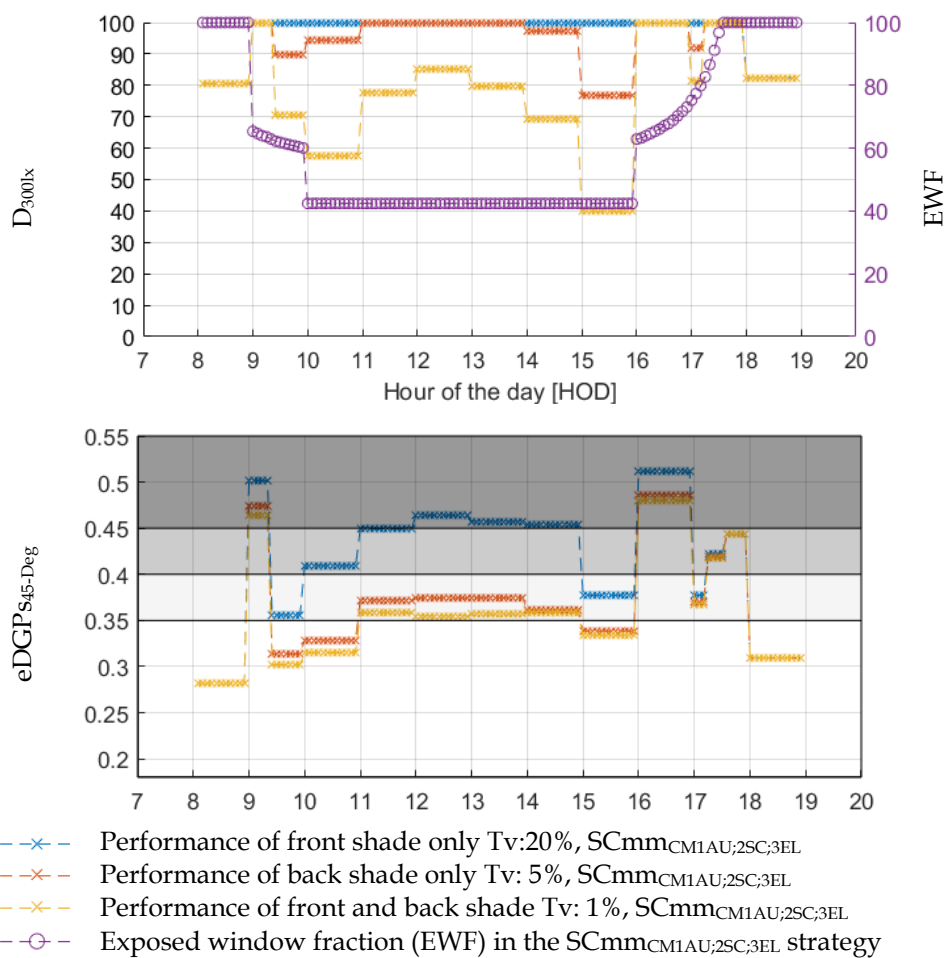 100
90
80
70
60
50
40
30
20
10
0
D300lx
100
80
60
40
20
0
EWF
7 8 9 10 11 12 13 14 15 16 17 18 19 20
Hour of the day [HOD]
0.55
0.5
0.45
0.4
0.35
0.3
0.25
0.2
eDGPs45-Deg
7 8 9 10 11 12 13 14 15 16 17 18 19 20
Performance of front shade only Tv:20%, SCmmCM1AU;2SC;3EL
Performance of back shade only Tv: 5%, SCmmCM1AU;2SC;3EL
Performance of front and back shade Tv: 1%, SCmmCM1AU;2SC;3EL
Exposed window fraction (EWF) in the SCmmCM1AU;2SC;3EL strategy